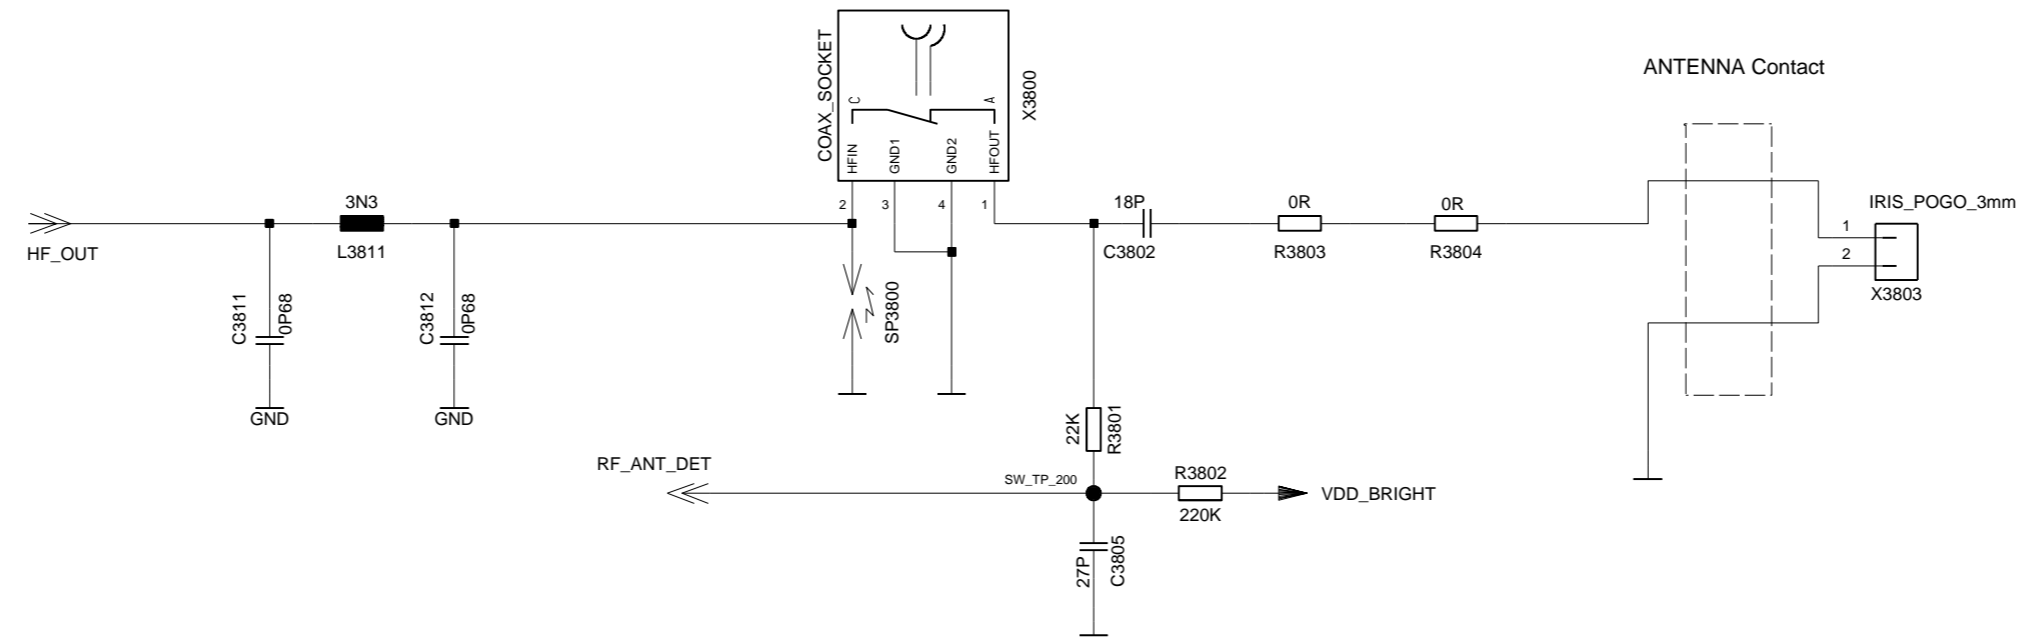 COAX_SOCKET
X3800
C
A
HFIN
GND1
GND2
HFOUT
2
3
4
1
ANTENNA Contact
HF_OUT
3N3
L3811
C3811
0P68
GND
C3812
0P68
GND
SP3800
18P
C3802
0R
R3803
0R
R3804
IRIS_POGO_3mm
1
2
X3803
22K
R3801
RF_ANT_DET
SW_TP_200
R3802
220K
VDD_BRIGHT
27P
C3805